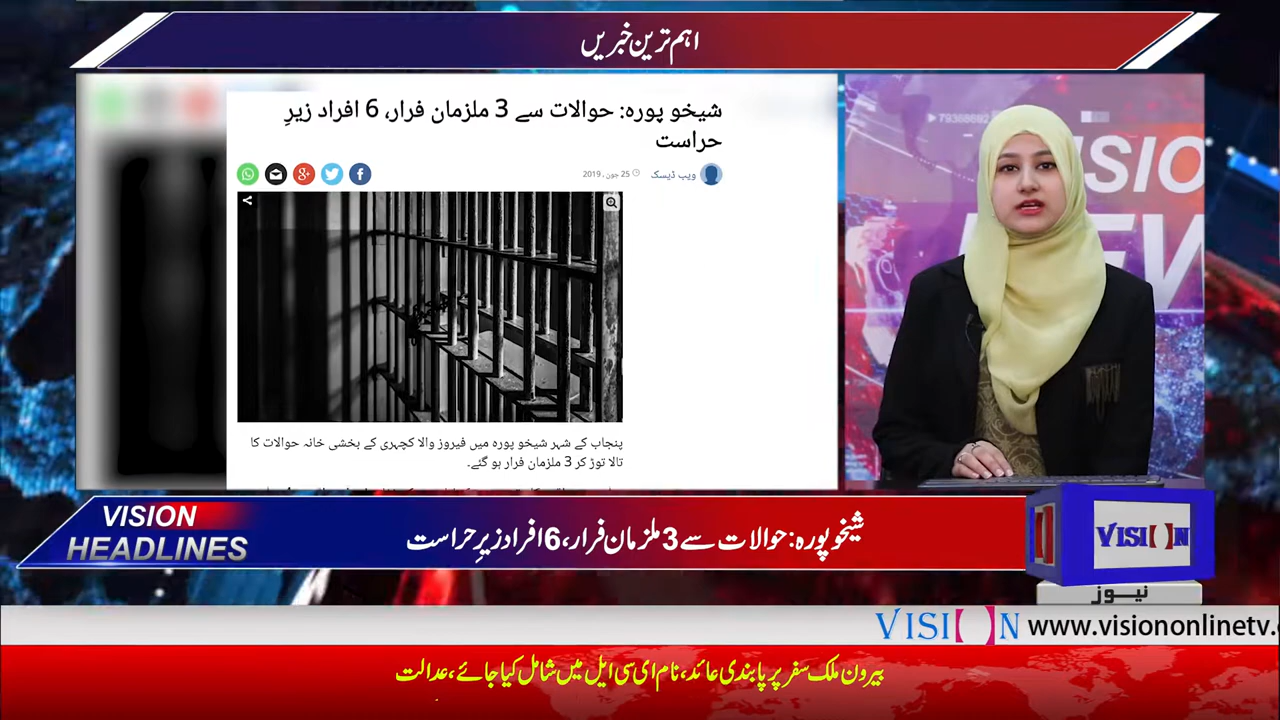 اہم ترین خبریں
شیخو پورہ: حوالات سے 3 ملزمان فرار، 6 افراد زیرِ
حراست
ویب ڈیسک
25 جون، 2019
پنجاب کے شہر شیخو پورہ میں فیروز والا کچہری کے بخشی خانہ حوالات کا
تالا توڑ کر 3 ملزمان فرار ہو گئے۔
79368692
VISIO
NEW
VISION
HEADLINES
شیخوپورہ: حوالات سے 3 ملزمان فرار، 6 افراد زیرِ حراست
VISION
نیوز
VISION www.visiononlinetv.c
بیرون ملک سفر پر پابندی عائد، نام ای سی ایل میں شامل کیا جائے، عدالت